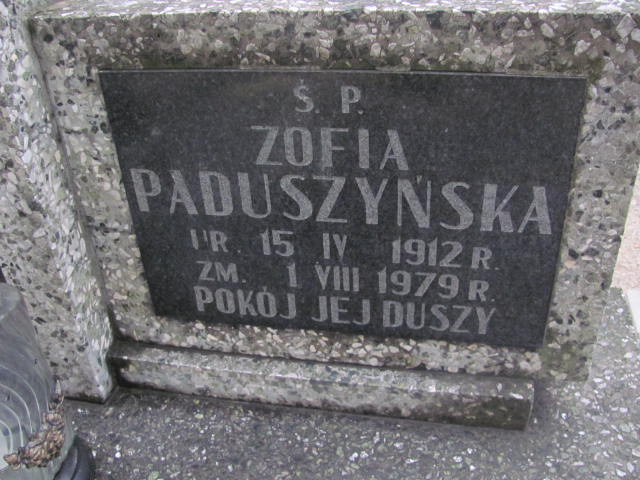 Ś. P.
ZOFIA
PADUSZYŃSKA
UR. 15 IV 1912 R.
ZM. 1 VIII 1979 R.
POKÓJ JEJ DUSZY